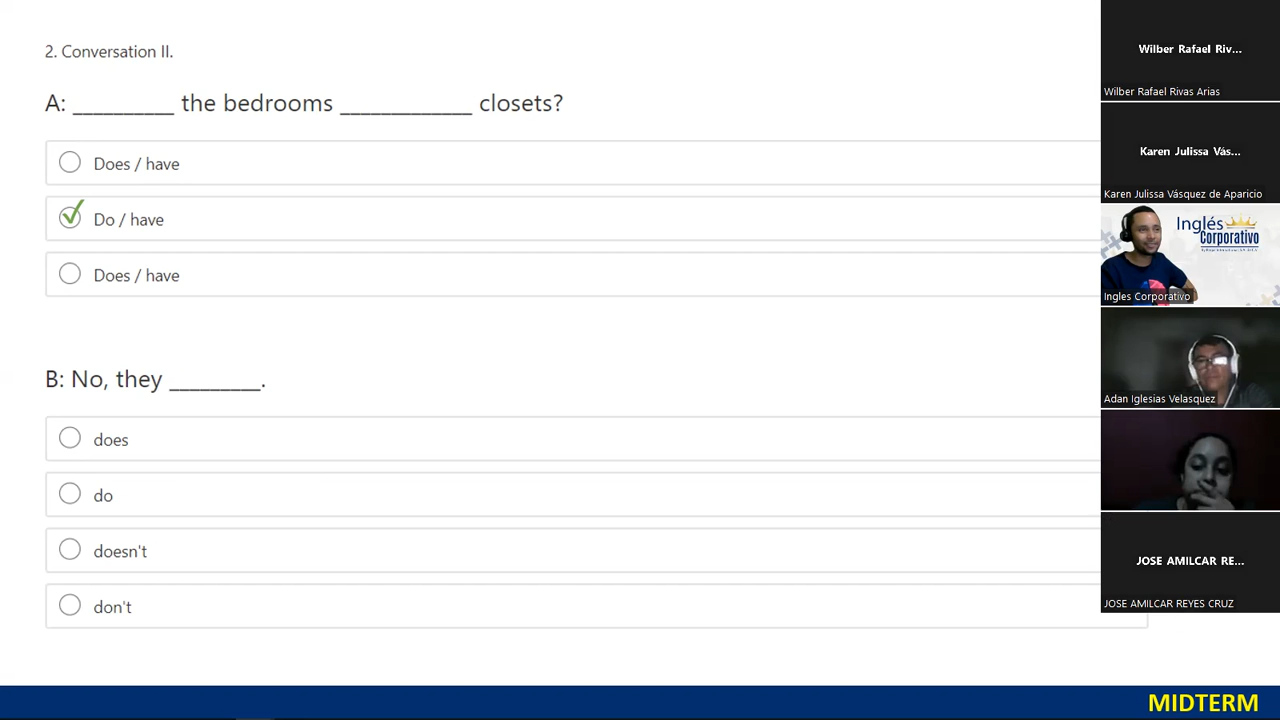 2. Conversation II.
A: __________ the bedrooms _____________ closets?
Does / have
Do / have
Does / have
B: No, they _________.
does
do
doesn't
don't
MIDTERM
Wilber Rafael Riv...
Wilber Rafael Rivas Arias
Karen Julissa Vás...
Karen Julissa Vásquez de Aparicio
Inglés
Corporativo
Ingles Corporativo
Adan Iglesias Velasquez
JOSE AMILCAR RE...
JOSE AMILCAR REYES CRUZ